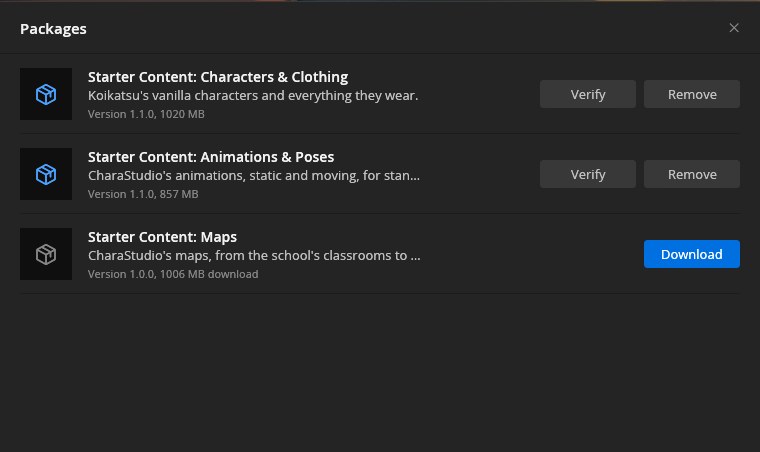 Packages
Starter Content: Characters & Clothing
Koikatsu's vanilla characters and everything they wear.
Version 1.1.0, 1020 MB
Verify
Remove
Starter Content: Animations & Poses
CharaStudio's animations, static and moving, for stan...
Version 1.1.0, 857 MB
Verify
Remove
Starter Content: Maps
CharaStudio's maps, from the school's classrooms to ...
Version 1.0.0, 1006 MB download
Download